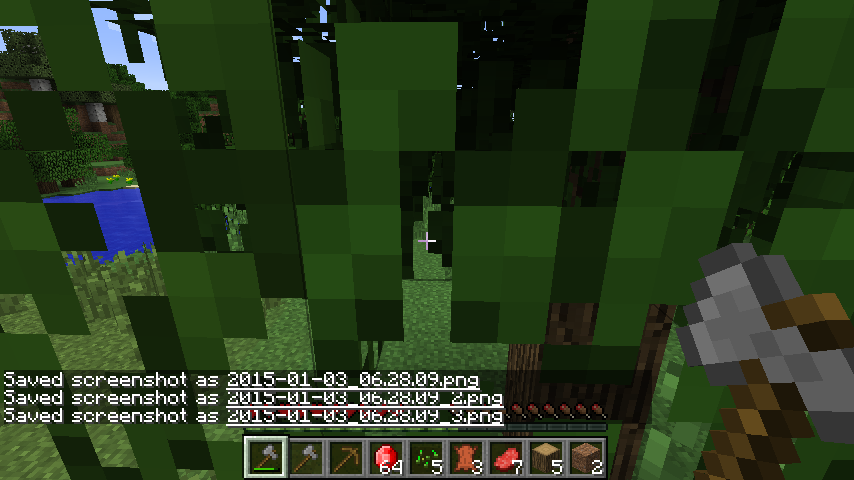 Saved screenshot as 2015-01-03_06.28.09.png
Saved screenshot as 2015-01-03_06.28.09_2.png
Saved screenshot as 2015-01-03_06.28.09_3.png
64 5 3 7 5 2